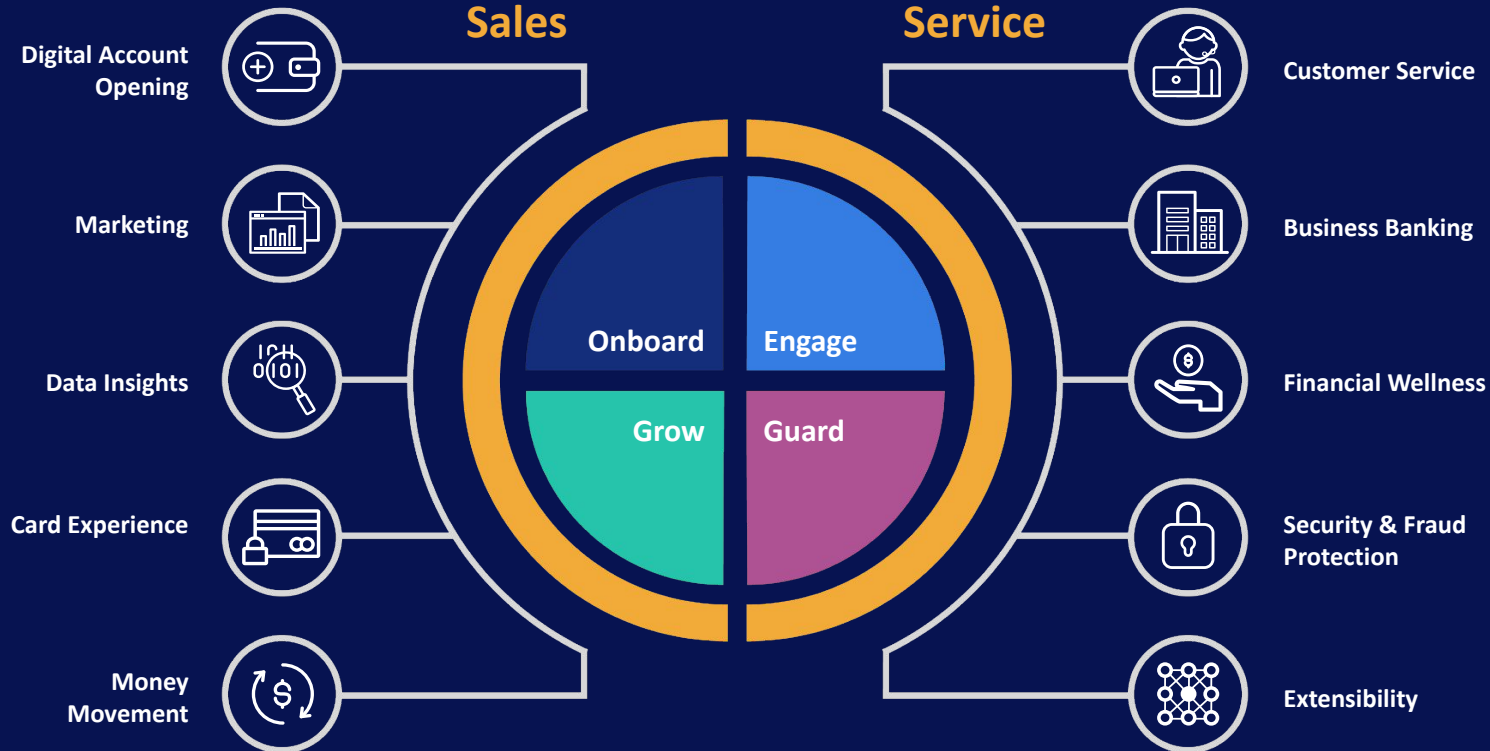 Sales
Service
Digital Account
Opening
Marketing
Data Insights
Card Experience
Money
Movement
Onboard
Engage
Grow
Guard
Customer Service
Business Banking
Financial Wellness
Security & Fraud
Protection
Extensibility